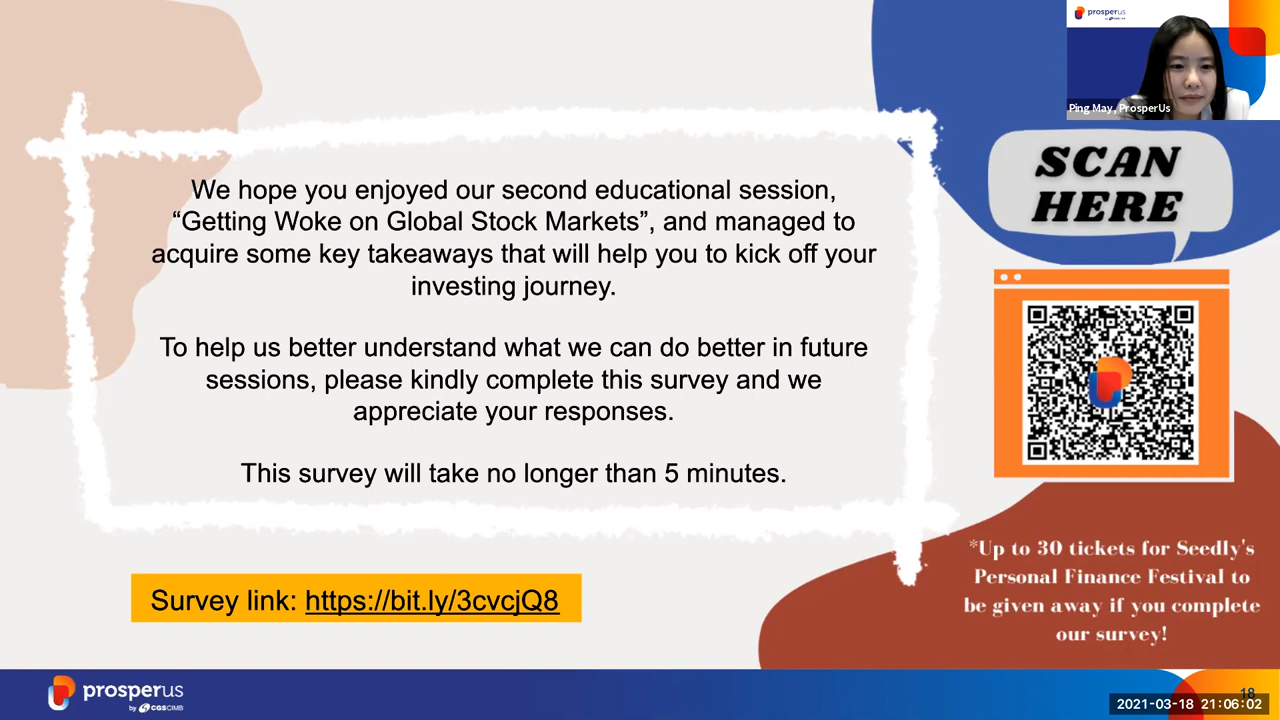 prosperus
Ping May, ProsperUs
SCAN
HERE
We hope you enjoyed our second educational session,
“Getting Woke on Global Stock Markets”, and managed to
acquire some key takeaways that will help you to kick off your
investing journey.
To help us better understand what we can do better in future
sessions, please kindly complete this survey and we
appreciate your responses.
This survey will take no longer than 5 minutes.
Survey link: https://bit.ly/3cvcjQ8
*Up to 30 tickets for Seedly's
Personal Finance Festival to
be given away if you complete
our survey!
prosperus
by CGS CIMB
18
2021-03-18 21:06:02